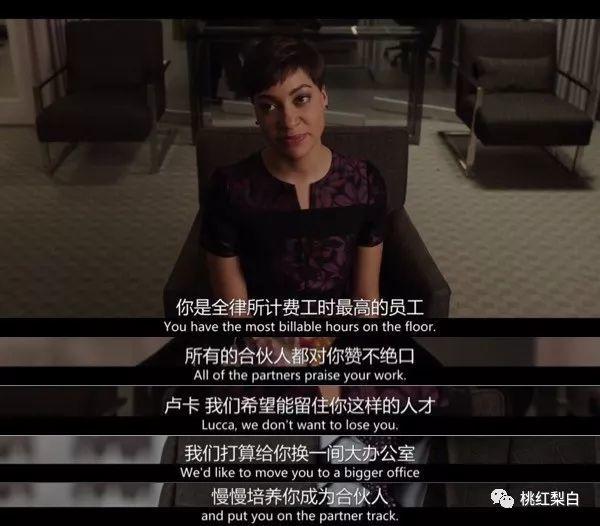 你是全律所计费工时最高的员工
You have the most billable hours on the floor.
所有的合伙人都对你赞不绝口
All of the partners praise your work.
卢卡 我们希望能留住你这样的人才
Lucca, we don't want to lose you.
我们打算给你换一间大办公室
We'd like to move you to a bigger office
慢慢培养你成为合伙人
and put you on the partner track.
桃红梨白